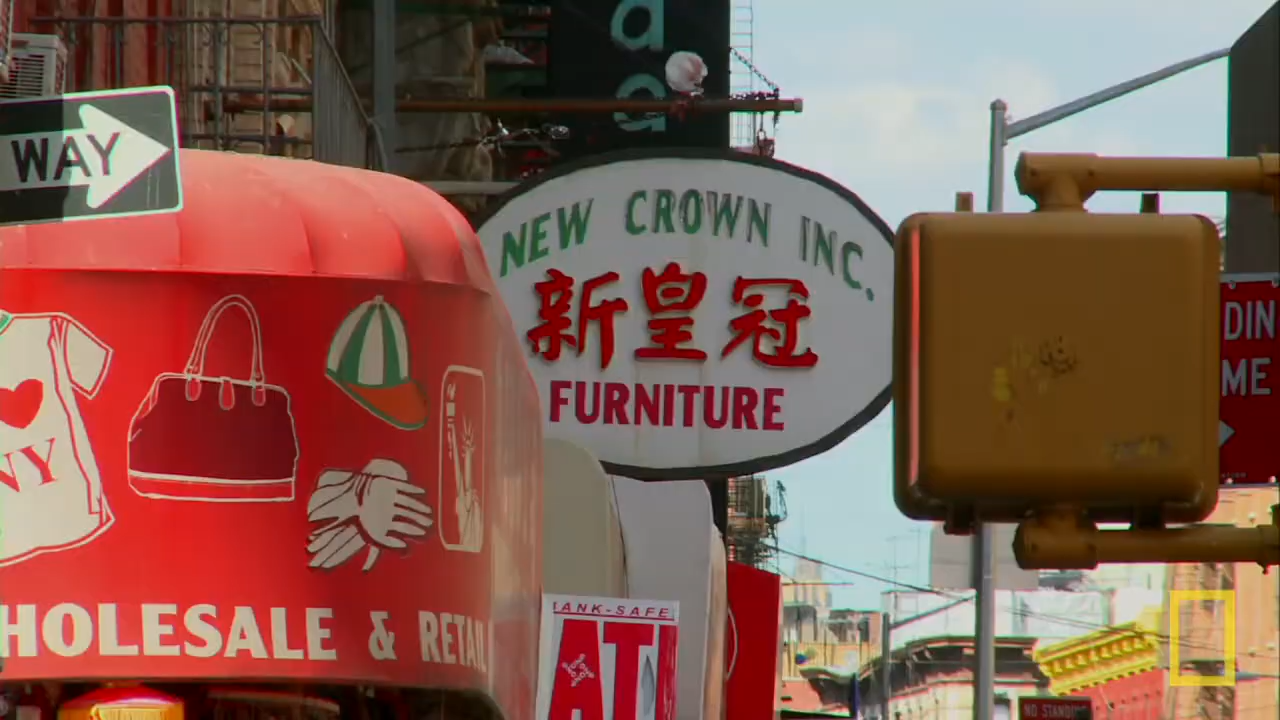 WAY
NEW CROWN INC.
新皇冠
FURNITURE
NY
HOLESALE & RETAIL
ANK-SAFE
AT
DIN
ME
NO STANDING